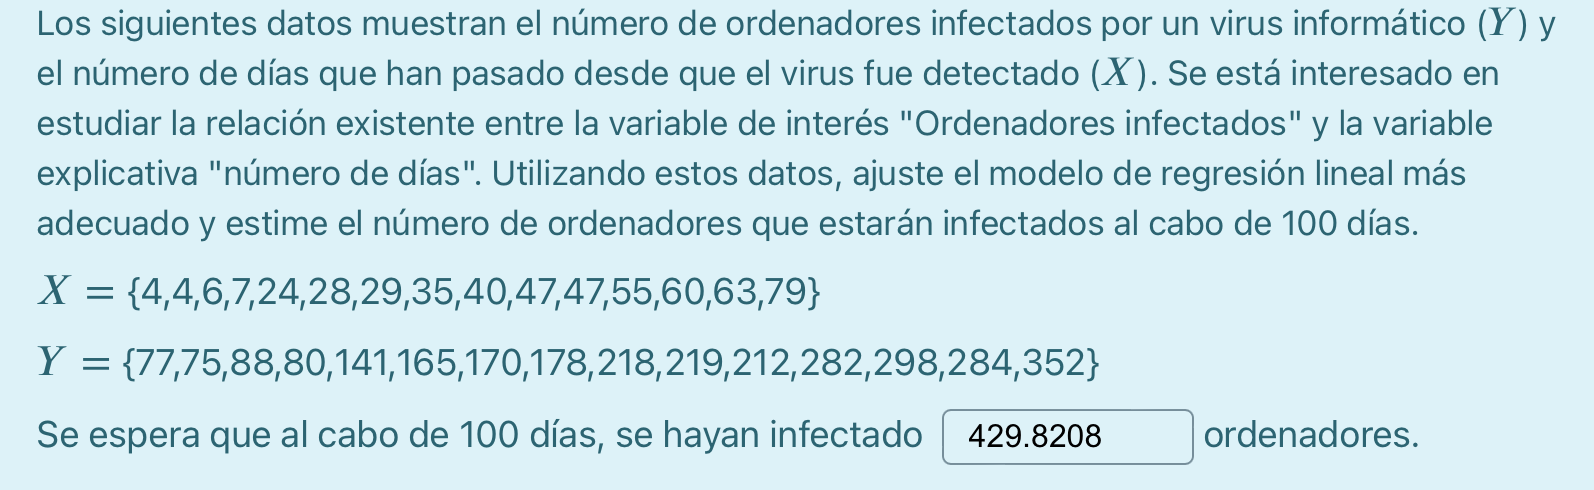 Los siguientes datos muestran el número de ordenadores infectados por un virus informático (Y) y
el número de días que han pasado desde que el virus fue detectado (X). Se está interesado en
estudiar la relación existente entre la variable de interés "Ordenadores infectados" y la variable
explicativa "número de días". Utilizando estos datos, ajuste el modelo de regresión lineal más
adecuado y estime el número de ordenadores que estarán infectados al cabo de 100 días.
X = {4,4,6,7,24,28,29,35,40,47,47,55,60,63,79}
Y = {77,75,88,80,141,165,170,178,218,219,212,282,298,284,352}
Se espera que al cabo de 100 días, se hayan infectado 429.8208 ordenadores.